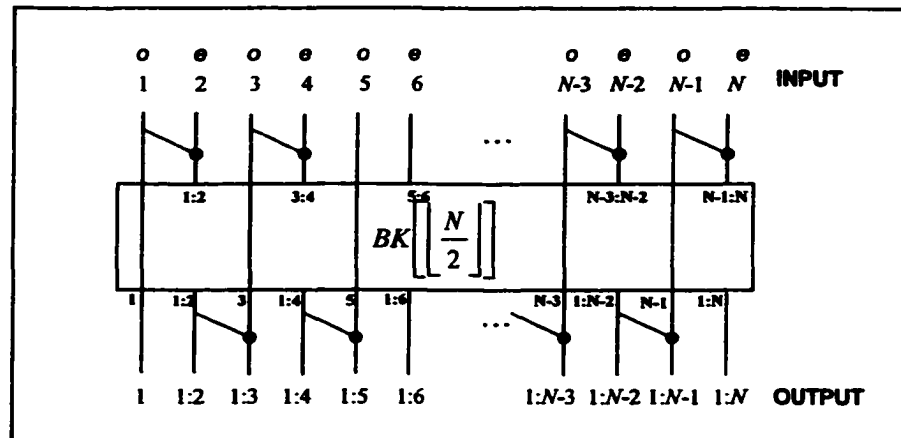 o e o e o e o e o e
1 2 3 4 5 6 N-3 N-2 N-1 N INPUT
...
1:2 3:4 5:6 N-3:N-2 N-1:N
BK[⌊N/2⌋]
1 1:2 3 1:4 5 1:6 N-3 1:N-2 N-1 1:N
...
1 1:2 1:3 1:4 1:5 1:6 1:N-3 1:N-2 1:N-1 1:N OUTPUT